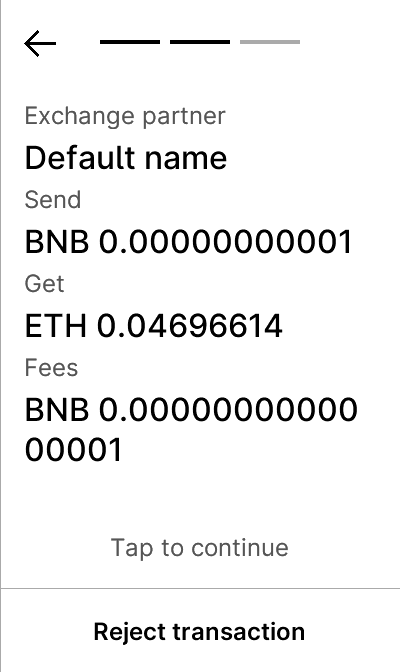 Exchange partner
Default name
Send
BNB 0.00000000001
Get
ETH 0.04696614
Fees
BNB 0.00000000000
00001
Tap to continue
Reject transaction